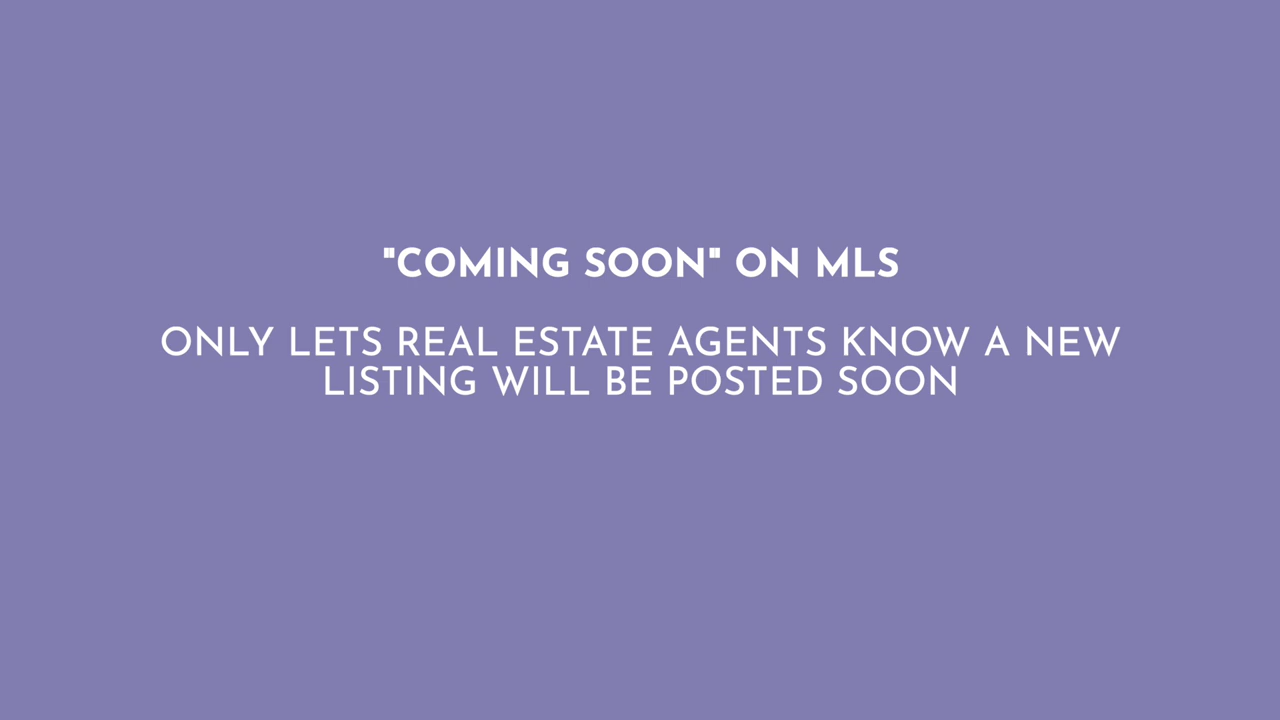 "COMING SOON" ON MLS
ONLY LETS REAL ESTATE AGENTS KNOW A NEW
LISTING WILL BE POSTED SOON